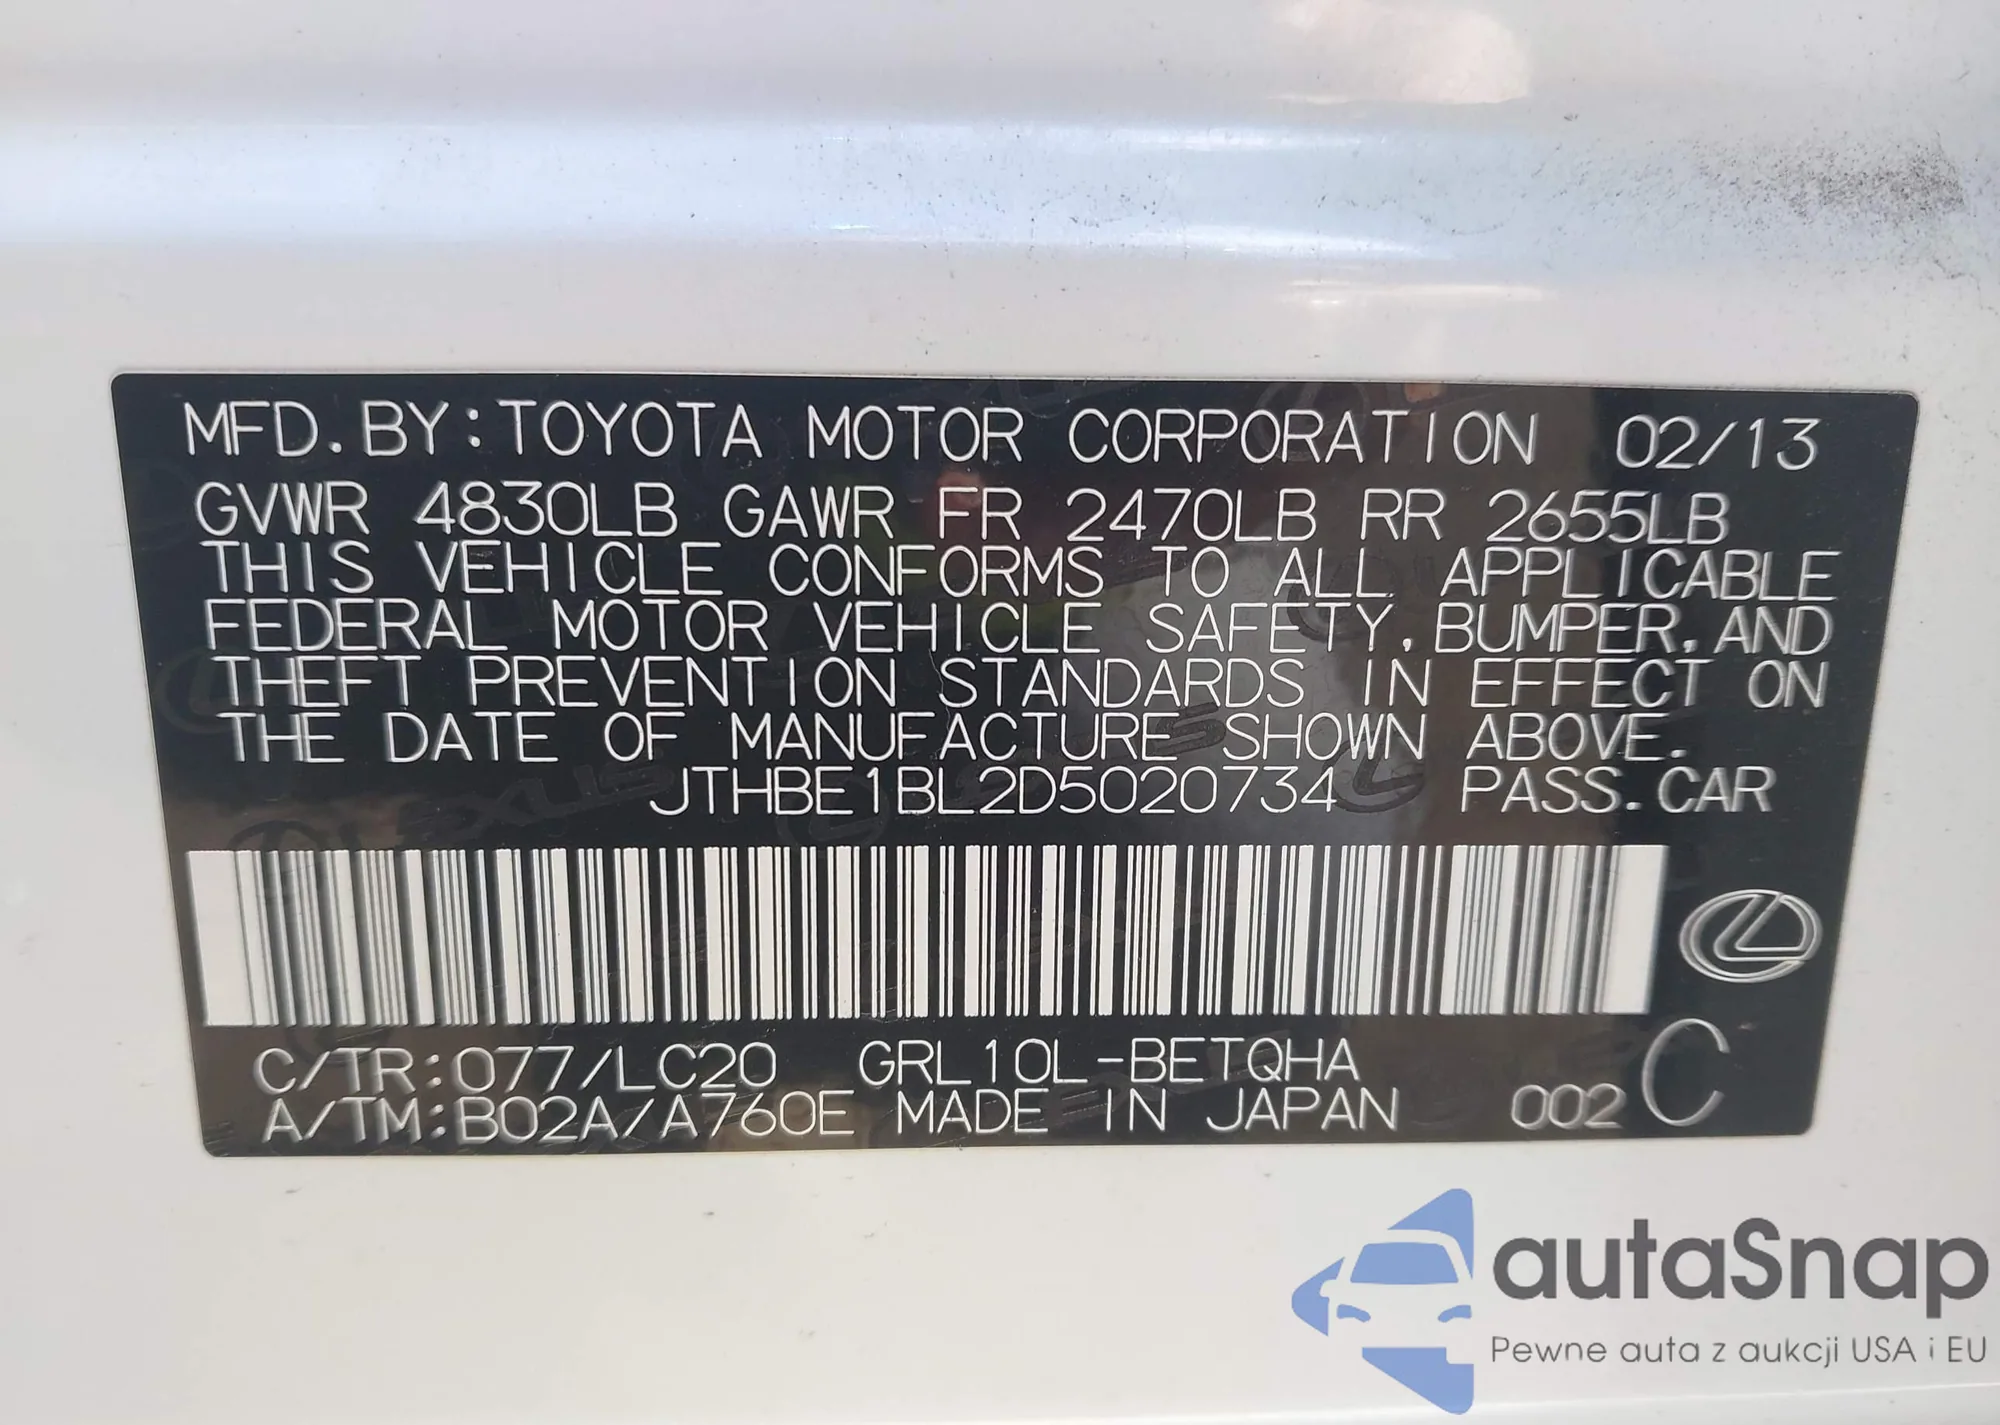 MFD.BY:TOYOTA MOTOR CORPORATION 02/13
GVWR 4830LB GAWR FR 2470LB RR 2655LB
THIS VEHICLE CONFORMS TO ALL APPLICABLE
FEDERAL MOTOR VEHICLE SAFETY, BUMPER, AND
THEFT PREVENTION STANDARDS IN EFFECT ON
THE DATE OF MANUFACTURE SHOWN ABOVE.
JTHBE1BL2D5020734 PASS.CAR
C/TR:077/LC20 GRL10L-BETQHA
A/TM:B02A/A760E MADE IN JAPAN 002 C
autaSnap
Pewne auta z aukcji USA i EU